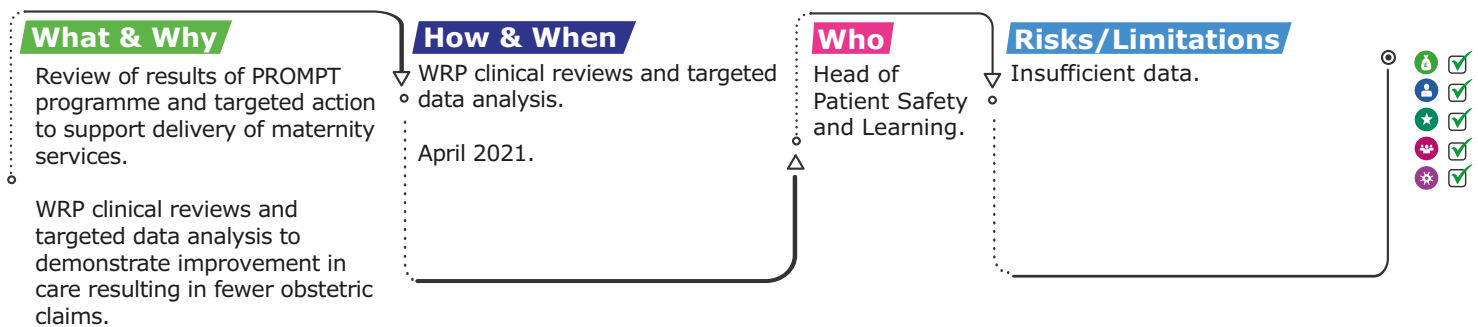 What & Why
Review of results of PROMPT
programme and targeted action
to support delivery of maternity
services.
WRP clinical reviews and
targeted data analysis to
demonstrate improvement in
care resulting in fewer obstetric
claims.
How & When
WRP clinical reviews and targeted
data analysis.
April 2021.
Who
Head of
Patient Safety
and Learning.
Risks/Limitations
Insufficient data.
£